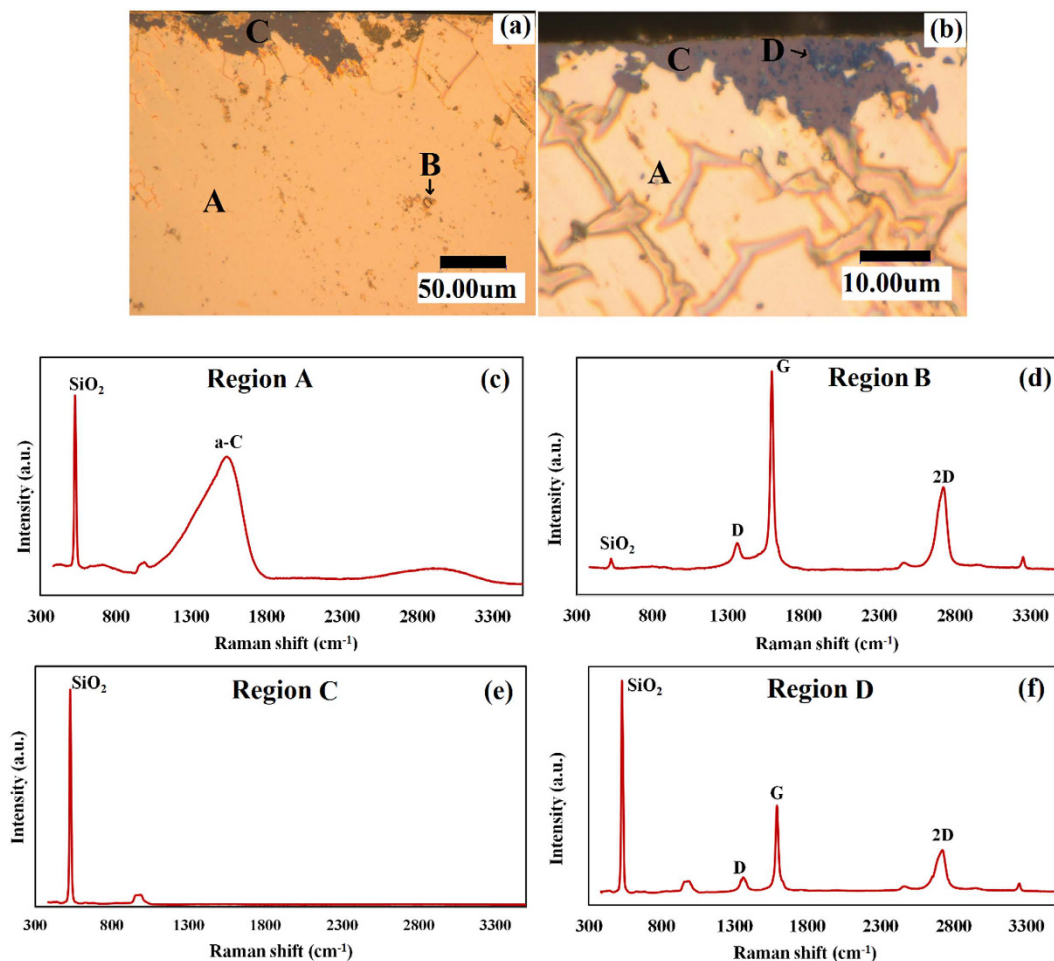 (a)
C
B
A
50.00um
(b)
D
C
A
10.00um
Region A
(c)
SiO₂
a-C
Intensity (a.u.)
300 800 1300 1800 2300 2800 3300
Raman shift (cm⁻¹)
Region B
(d)
G
D
2D
SiO₂
Intensity (a.u.)
300 800 1300 1800 2300 2800 3300
Raman shift (cm⁻¹)
Region C
(e)
SiO₂
Intensity (a.u.)
300 800 1300 1800 2300 2800 3300
Raman shift (cm⁻¹)
Region D
(f)
SiO₂
G
D
2D
Intensity (a.u.)
300 800 1300 1800 2300 2800 3300
Raman shift (cm⁻¹)